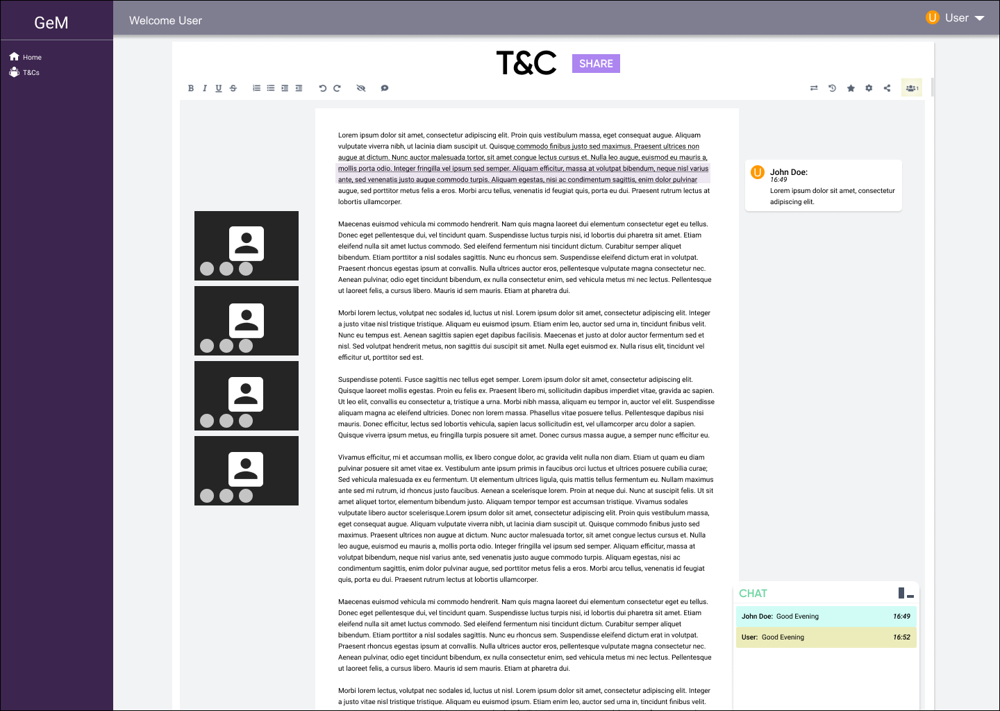 GeM
Welcome User
U User
Home
T&Cs
T&C SHARE
B I U S
1
Lorem ipsum dolor sit amet, consectetur adipiscing elit. Proin quis vestibulum massa, eget consequat augue. Aliquam
vulputate viverra nibh, ut lacinia diam suscipit ut. Quisque commodo finibus justo sed maximus. Praesent ultrices non
augue at dictum. Nunc auctor malesuada tortor, sit amet congue lectus cursus et. Nulla leo augue, euismod eu mauris a,
mollis porta odio. Integer fringilla vel ipsum sed semper. Aliquam efficitur, massa at volutpat bibendum, neque nisl varius
ante, sed venenatis justo augue commodo turpis. Aliquam egestas, nisi ac condimentum sagittis, enim dolor pulvinar
augue, sed porttitor metus felis a eros. Morbi arcu tellus, venenatis id feugiat quis, porta eu dui. Praesent rutrum lectus at
lobortis ullamcorper.
Maecenas euismod vehicula mi commodo hendrerit. Nam quis magna laoreet dui elementum consectetur eget eu tellus.
Donec eget pellentesque dui, vel tincidunt quam. Suspendisse luctus turpis nisi, id lobortis dui pharetra sit amet. Etiam
eleifend nulla sit amet luctus commodo. Sed eleifend fermentum nisi tincidunt dictum. Curabitur semper aliquet
bibendum. Etiam porttitor a nisl sodales sagittis. Nunc eu rhoncus sem. Suspendisse eleifend dictum erat in volutpat.
Praesent rhoncus egestas ipsum at convallis. Nulla ultrices auctor eros, pellentesque vulputate magna consectetur nec.
Aenean pulvinar, odio eget tincidunt bibendum, ex nulla consectetur enim, sed vehicula metus mi nec lectus. Pellentesque
ut laoreet felis, a cursus libero. Mauris id sem mauris. Etiam at pharetra dui.
Morbi lorem lectus, volutpat nec sodales id, luctus ut nisl. Lorem ipsum dolor sit amet, consectetur adipiscing elit. Integer
a justo vitae nisl tristique tristique. Aliquam eu euismod ipsum. Etiam enim leo, auctor sed urna in, tincidunt finibus velit.
Nunc eu tempus est. Aenean sagittis sapien eget dapibus facilisis. Maecenas et justo at dolor auctor fermentum sed et
nisl. Sed volutpat hendrerit metus, non sagittis dui suscipit sit amet. Nulla eget euismod ex. Nulla risus elit, tincidunt vel
efficitur ut, porttitor sed est.
Suspendisse potenti. Fusce sagittis nec tellus eget semper. Lorem ipsum dolor sit amet, consectetur adipiscing elit.
Quisque laoreet mollis egestas. Proin eu felis ex. Praesent libero mi, sollicitudin dapibus imperdiet vitae, gravida ac sapien.
Ut leo elit, convallis eu consectetur a, tristique a urna. Morbi nibh massa, aliquam eu tempor in, auctor vel elit. Suspendisse
aliquam magna ac eleifend ultricies. Donec non lorem massa. Phasellus vitae posuere tellus. Pellentesque dapibus nisi
mauris. Donec efficitur, lectus sed lobortis vehicula, sapien lacus sollicitudin est, vel ullamcorper arcu dolor a sapien.
Quisque viverra ipsum metus, eu fringilla turpis posuere sit amet. Donec cursus massa augue, a semper nunc efficitur eu.
Vivamus efficitur, mi et accumsan mollis, ex libero congue dolor, ac gravida velit nulla non diam. Etiam ut quam eu diam
pulvinar posuere sit amet vitae ex. Vestibulum ante ipsum primis in faucibus orci luctus et ultrices posuere cubilia curae;
Sed vehicula malesuada ex eu fermentum. Ut elementum ultrices ligula, quis mattis tellus fermentum eu. Nullam maximus
ante sed mi rutrum, id rhoncus justo faucibus. Aenean a scelerisque lorem. Proin at neque dui. Nunc at suscipit felis. Ut sit
amet aliquet tortor, elementum bibendum justo. Aliquam tempor tempor est accumsan tristique. Vivamus sodales
vulputate libero auctor scelerisque.Lorem ipsum dolor sit amet, consectetur adipiscing elit. Proin quis vestibulum massa,
eget consequat augue. Aliquam vulputate viverra nibh, ut lacinia diam suscipit ut. Quisque commodo finibus justo sed
maximus. Praesent ultrices non augue at dictum. Nunc auctor malesuada tortor, sit amet congue lectus cursus et. Nulla
leo augue, euismod eu mauris a, mollis porta odio. Integer fringilla vel ipsum sed semper. Aliquam efficitur, massa at
volutpat bibendum, neque nisl varius ante, sed venenatis justo augue commodo turpis. Aliquam egestas, nisi ac
condimentum sagittis, enim dolor pulvinar augue, sed porttitor metus felis a eros. Morbi arcu tellus, venenatis id feugiat
quis, porta eu dui. Praesent rutrum lectus at lobortis ullamcorper.
Maecenas euismod vehicula mi commodo hendrerit. Nam quis magna laoreet dui elementum consectetur eget eu tellus.
Donec eget pellentesque dui, vel tincidunt quam. Suspendisse luctus turpis nisi, id lobortis dui pharetra sit amet. Etiam
eleifend nulla sit amet luctus commodo. Sed eleifend fermentum nisi tincidunt dictum. Curabitur semper aliquet
bibendum. Etiam porttitor a nisl sodales sagittis. Nunc eu rhoncus sem. Suspendisse eleifend dictum erat in volutpat.
Praesent rhoncus egestas ipsum at convallis. Nulla ultrices auctor eros, pellentesque vulputate magna consectetur nec.
Aenean pulvinar, odio eget tincidunt bibendum, ex nulla consectetur enim, sed vehicula metus mi nec lectus. Pellentesque
ut laoreet felis, a cursus libero. Mauris id sem mauris. Etiam at pharetra dui.
Morbi lorem lectus, volutpat nec sodales id, luctus ut nisl. Lorem ipsum dolor sit amet, consectetur adipiscing elit. Integer
a justo vitae nisl tristique tristique. Aliquam eu euismod ipsum. Etiam enim leo, auctor sed urna in, tincidunt finibus velit.
U John Doe:
16:49
Lorem ipsum dolor sit amet, consectetur
adipiscing elit.
CHAT
John Doe: Good Evening 16:49
User: Good Evening 16:52